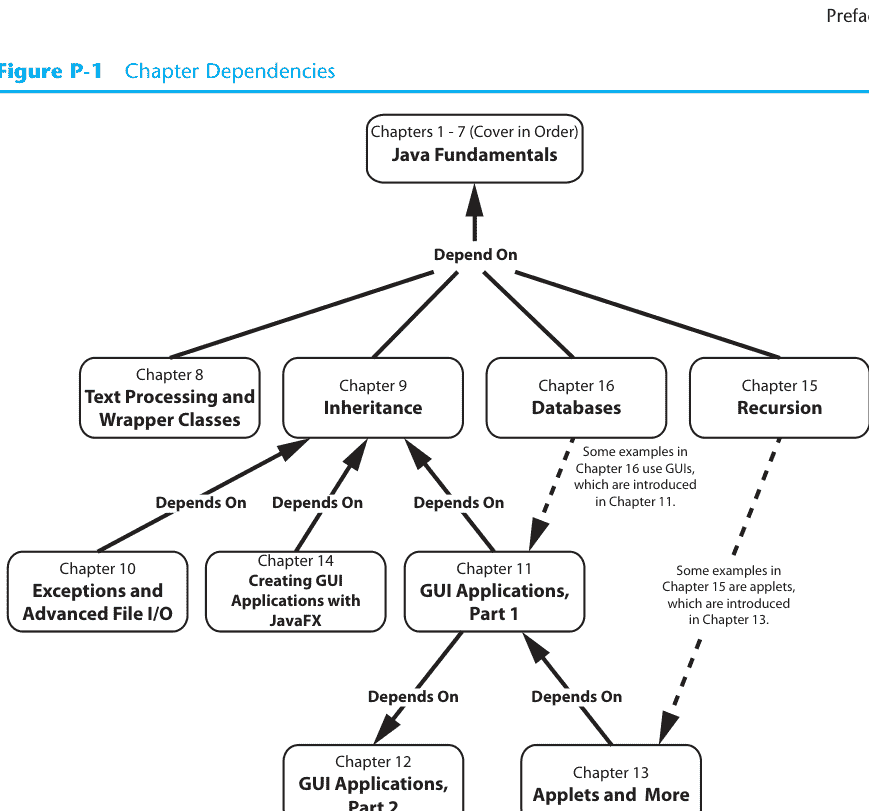 Prefac
Figure P-1 Chapter Dependencies
Chapters 1 - 7 (Cover in Order)
Java Fundamentals
Depend On
Chapter 8
Text Processing and
Wrapper Classes
Chapter 9
Inheritance
Chapter 16
Databases
Chapter 15
Recursion
Some examples in
Chapter 16 use GUIs,
which are introduced
in Chapter 11.
Depends On
Depends On
Depends On
Chapter 10
Exceptions and
Advanced File I/O
Chapter 14
Creating GUI
Applications with
JavaFX
Chapter 11
GUI Applications,
Part 1
Some examples in
Chapter 15 are applets,
which are introduced
in Chapter 13.
Depends On
Depends On
Chapter 12
GUI Applications,
Part 2
Chapter 13
Applets and More